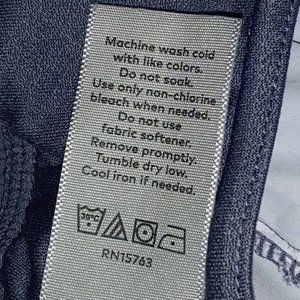 Machine wash cold
with like colors.
Do not soak.
Use only non-chlorine
bleach when needed.
Do not use
fabric softener.
Remove promptly.
Tumble dry low.
Cool iron if needed.
30°C
RN15763